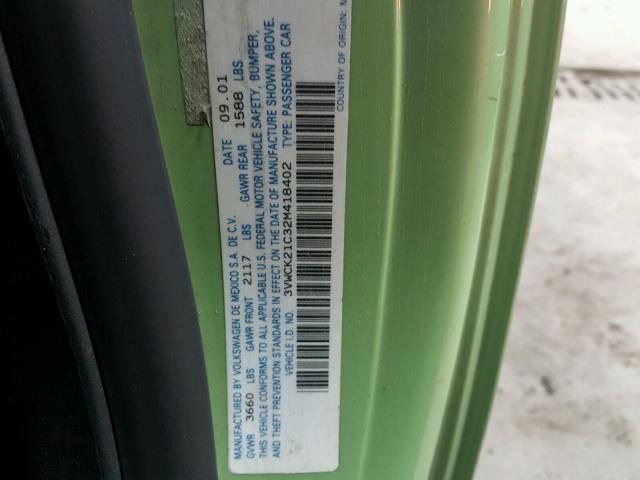 MANUFACTURED BY VOLKSWAGEN DE MEXICO S.A. DE C.V. DATE 09.01
GVWR 3660 LBS GAWR FRONT 2117 LBS GAWR REAR 1588 LBS
THIS VEHICLE CONFORMS TO ALL APPLICABLE U.S. FEDERAL MOTOR VEHICLE SAFETY, BUMPER,
AND THEFT PREVENTION STANDARDS IN EFFECT ON THE DATE OF MANUFACTURE SHOWN ABOVE.
VEHICLE I.D. NO. 3VWCK21C32M418402 TYPE: PASSENGER CAR
COUNTRY OF ORIGIN: M